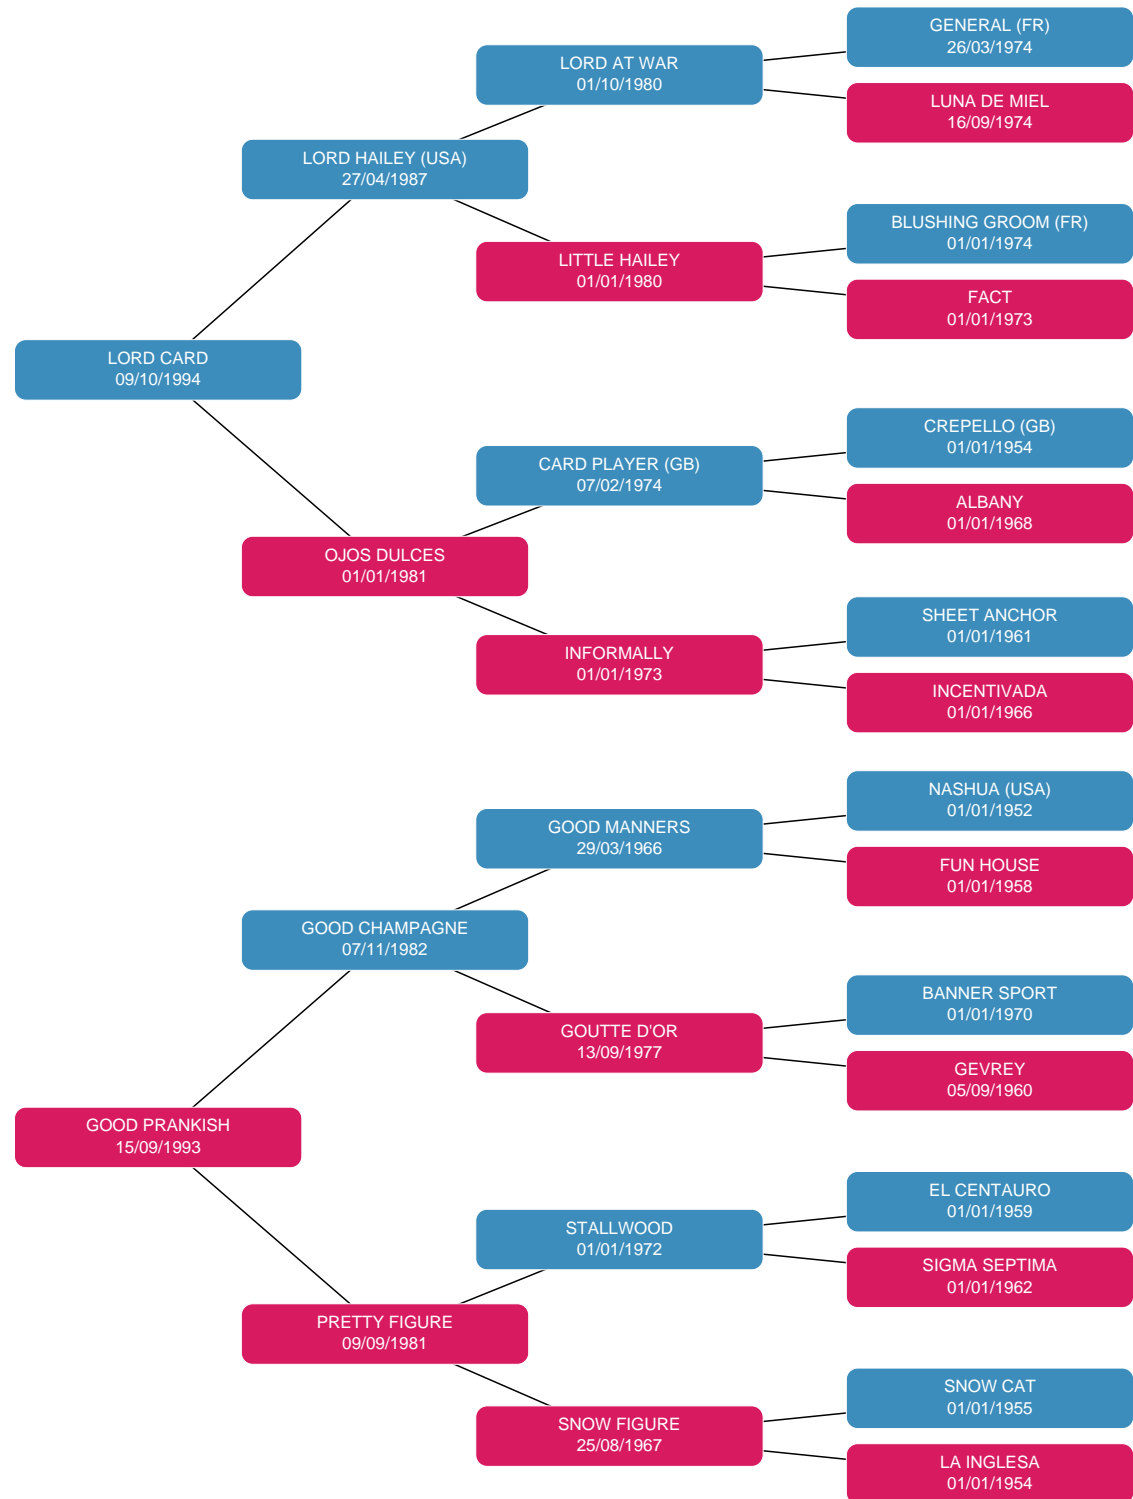 GENERAL (FR)
26/03/1974
LORD AT WAR
01/10/1980
LUNA DE MIEL
16/09/1974
LORD HAILEY (USA)
27/04/1987
BLUSHING GROOM (FR)
01/01/1974
LITTLE HAILEY
01/01/1980
FACT
01/01/1973
LORD CARD
09/10/1994
CREPELLO (GB)
01/01/1954
CARD PLAYER (GB)
07/02/1974
ALBANY
01/01/1968
OJOS DULCES
01/01/1981
SHEET ANCHOR
01/01/1961
INFORMALLY
01/01/1973
INCENTIVADA
01/01/1966
NASHUA (USA)
01/01/1952
GOOD MANNERS
29/03/1966
FUN HOUSE
01/01/1958
GOOD CHAMPAGNE
07/11/1982
BANNER SPORT
01/01/1970
GOUTTE D'OR
13/09/1977
GEVREY
05/09/1960
GOOD PRANKISH
15/09/1993
EL CENTAURO
01/01/1959
STALLWOOD
01/01/1972
SIGMA SEPTIMA
01/01/1962
PRETTY FIGURE
09/09/1981
SNOW CAT
01/01/1955
SNOW FIGURE
25/08/1967
LA INGLESA
01/01/1954